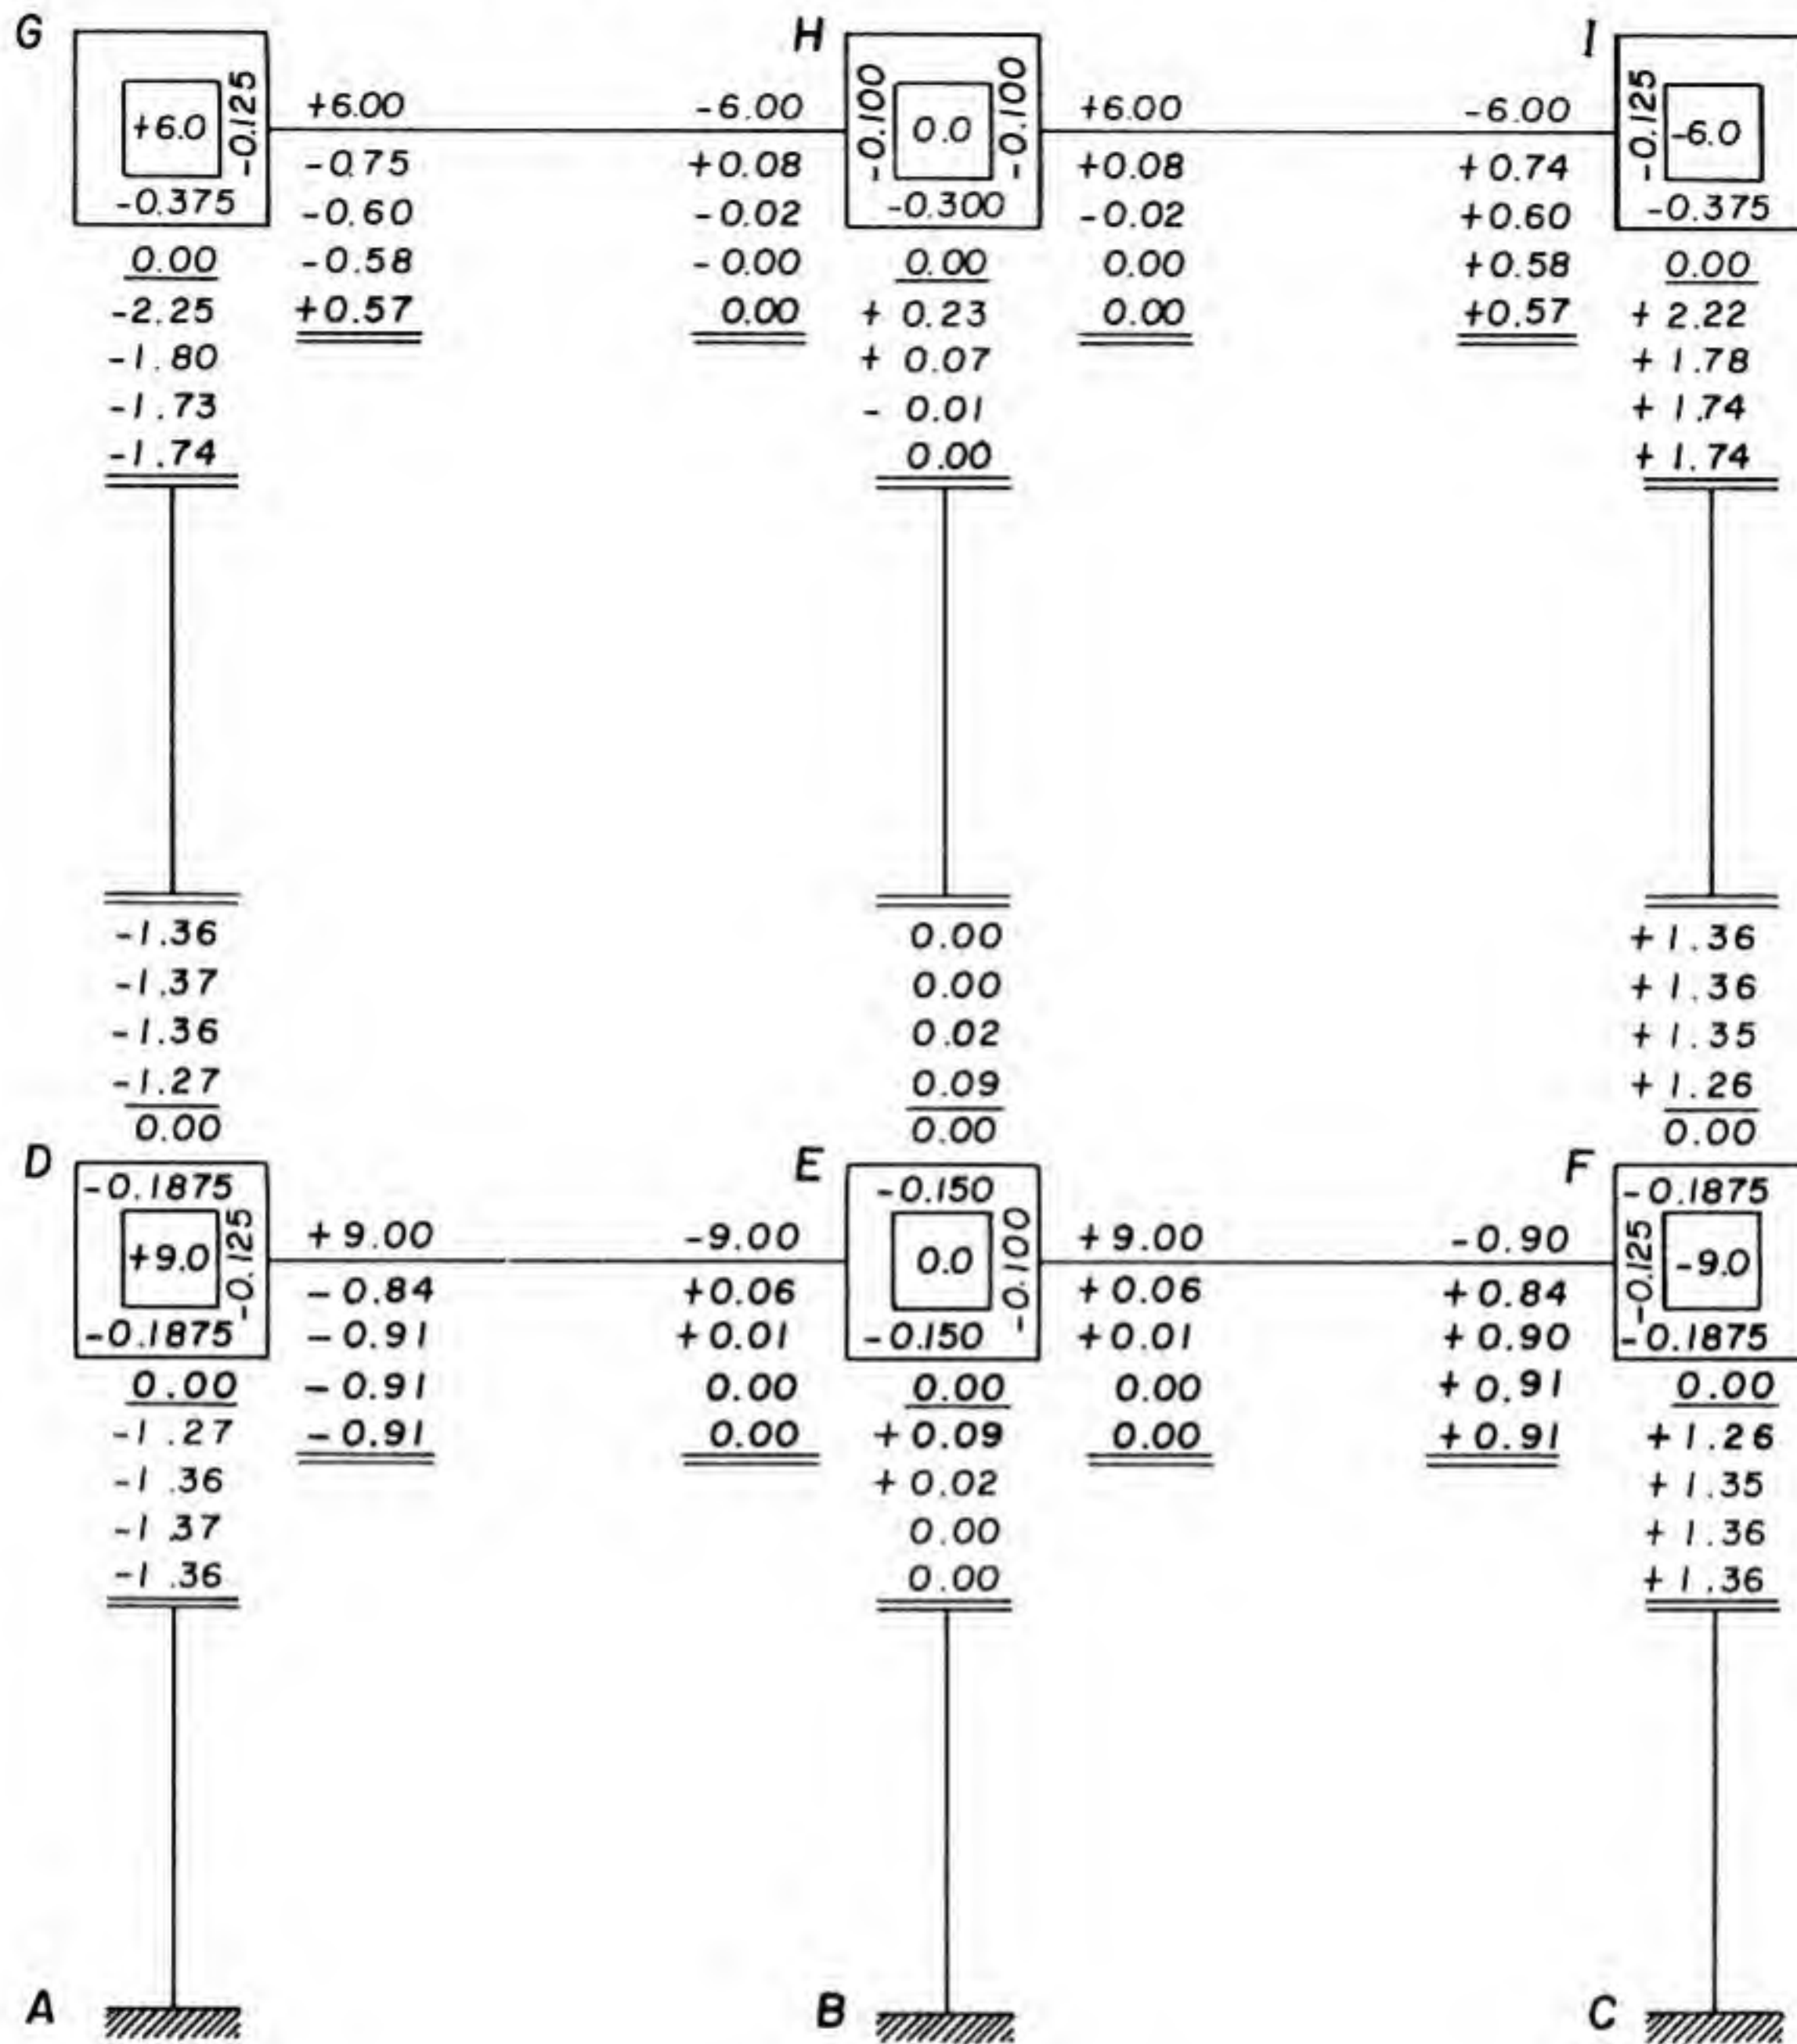 G H I
-0.125 -0.100 -0.100 -0.125
+6.00 -6.00 +6.00 -6.00
+6.0 0.0 -6.0
-0.75 +0.08 +0.08 +0.74
-0.375 -0.60 -0.02 -0.300 -0.02 +0.60 -0.375
0.00 -0.58 -0.00 0.00 0.00 +0.58 0.00
-2.25 +0.57 0.00 + 0.23 0.00 +0.57 + 2.22
-1.80 + 0.07 + 1.78
-1.73 - 0.01 + 1.74
-1.74 0.00 + 1.74
-1.36 0.00 + 1.36
-1.37 0.00 + 1.36
-1.36 0.02 + 1.35
-1.27 0.09 + 1.26
0.00 0.00 0.00
D E F
-0.1875 -0.150 -0.1875
-0.125 -0.100 -0.125
+9.00 -9.00 +9.00 -0.90
+9.0 0.0 -9.0
-0.84 +0.06 +0.06 +0.84
-0.1875 -0.91 +0.01 -0.150 +0.01 +0.90 -0.1875
0.00 -0.91 0.00 0.00 0.00 +0.91 0.00
-1.27 -0.91 0.00 +0.09 0.00 +0.91 +1.26
-1.36 +0.02 +1.35
-1 37 0.00 +1.36
-1.36 0.00 +1.36
A B C